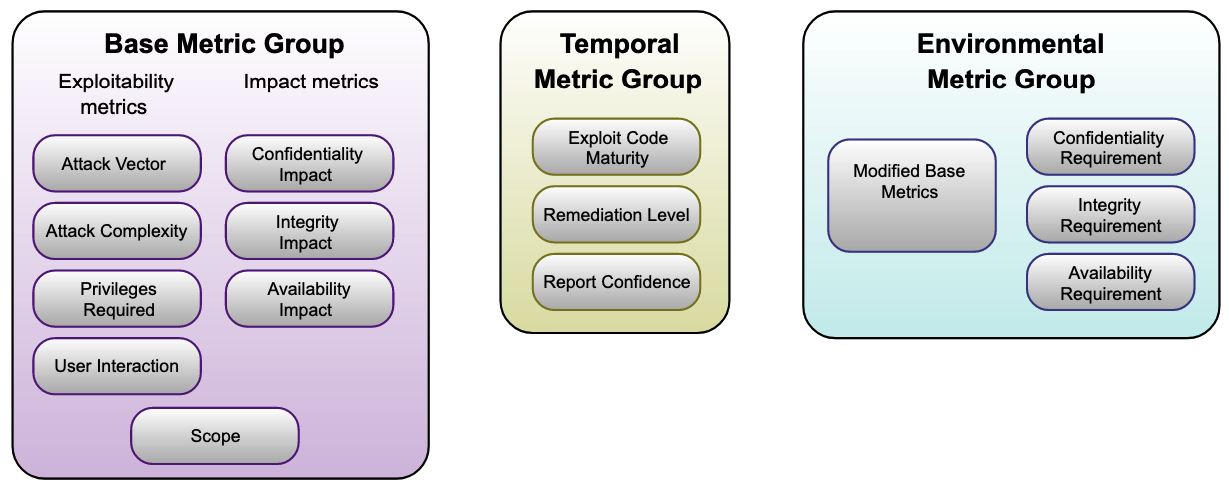 Base Metric Group
Exploitability
metrics
Impact metrics
Attack Vector
Attack Complexity
Privileges
Required
User Interaction
Confidentiality
Impact
Integrity
Impact
Availability
Impact
Scope
Temporal
Metric Group
Exploit Code
Maturity
Remediation Level
Report Confidence
Environmental
Metric Group
Modified Base
Metrics
Confidentiality
Requirement
Integrity
Requirement
Availability
Requirement